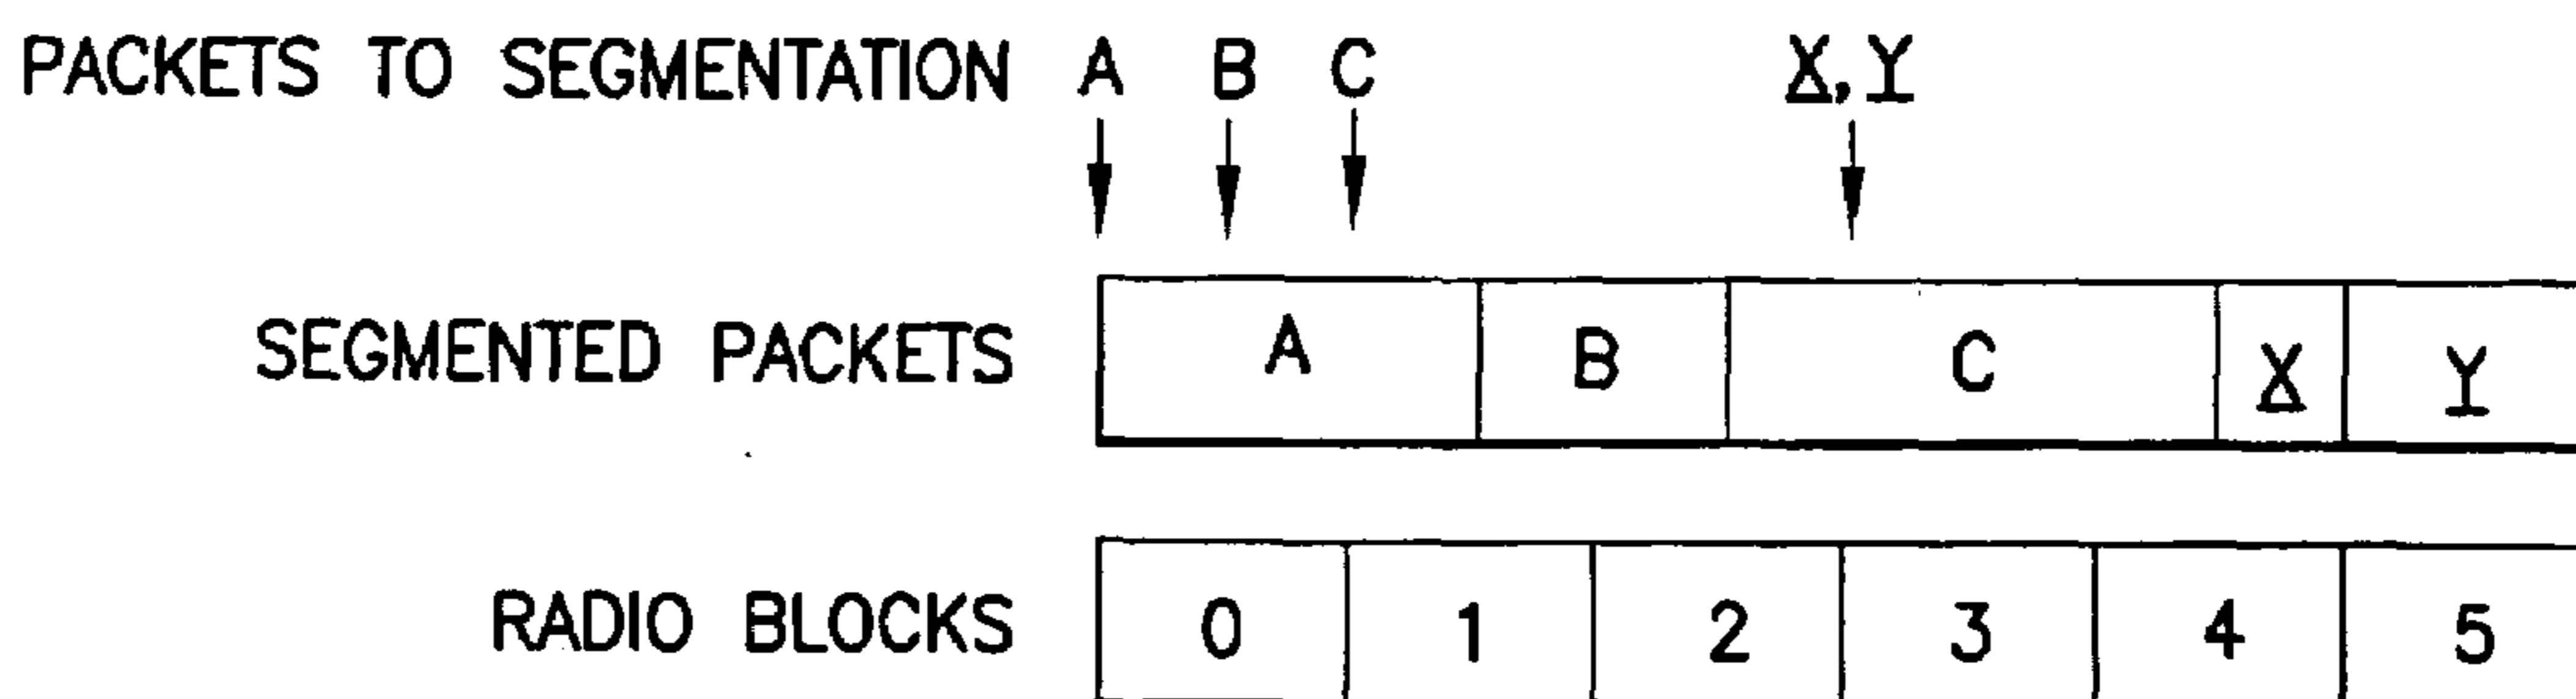 PACKETS TO SEGMENTATION A B C X, Y
SEGMENTED PACKETS A B C X Y
RADIO BLOCKS 0 1 2 3 4 5